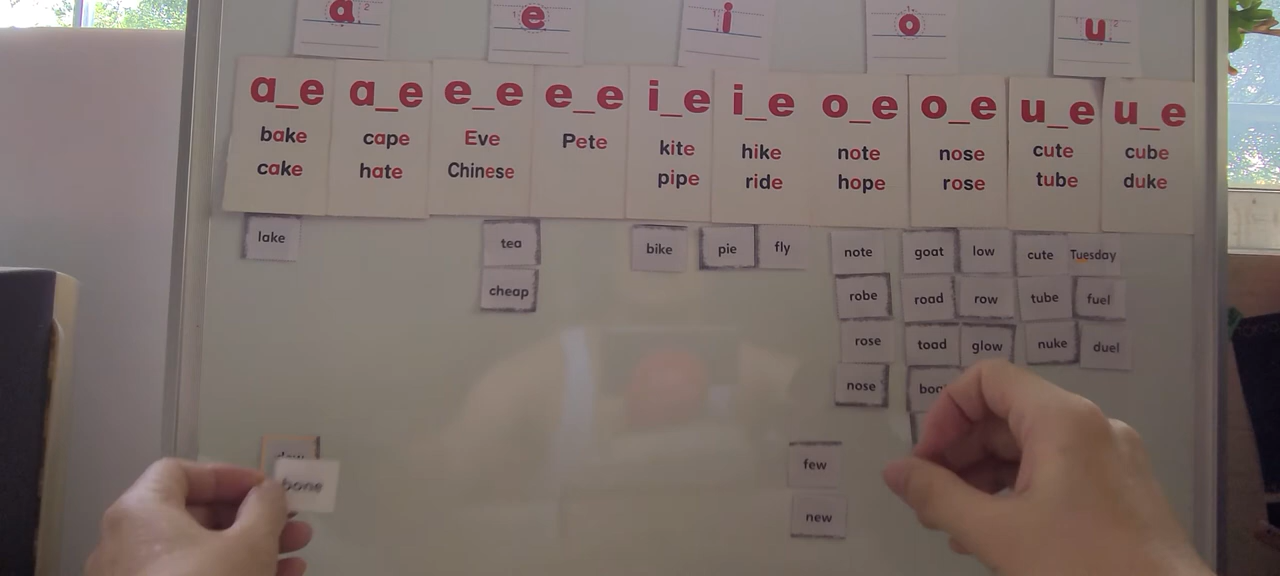 a e i o u
a_e a_e e_e e_e i_e i_e o_e o_e u_e u_e
bake cape Eve Pete kite hike note nose cute cube
cake hate Chinese pipe ride hope rose tube duke
lake tea bike pie fly note goat low cute Tuesday
cheap robe road row tube fuel
rose toad glow nuke duel
nose
few
bone
new